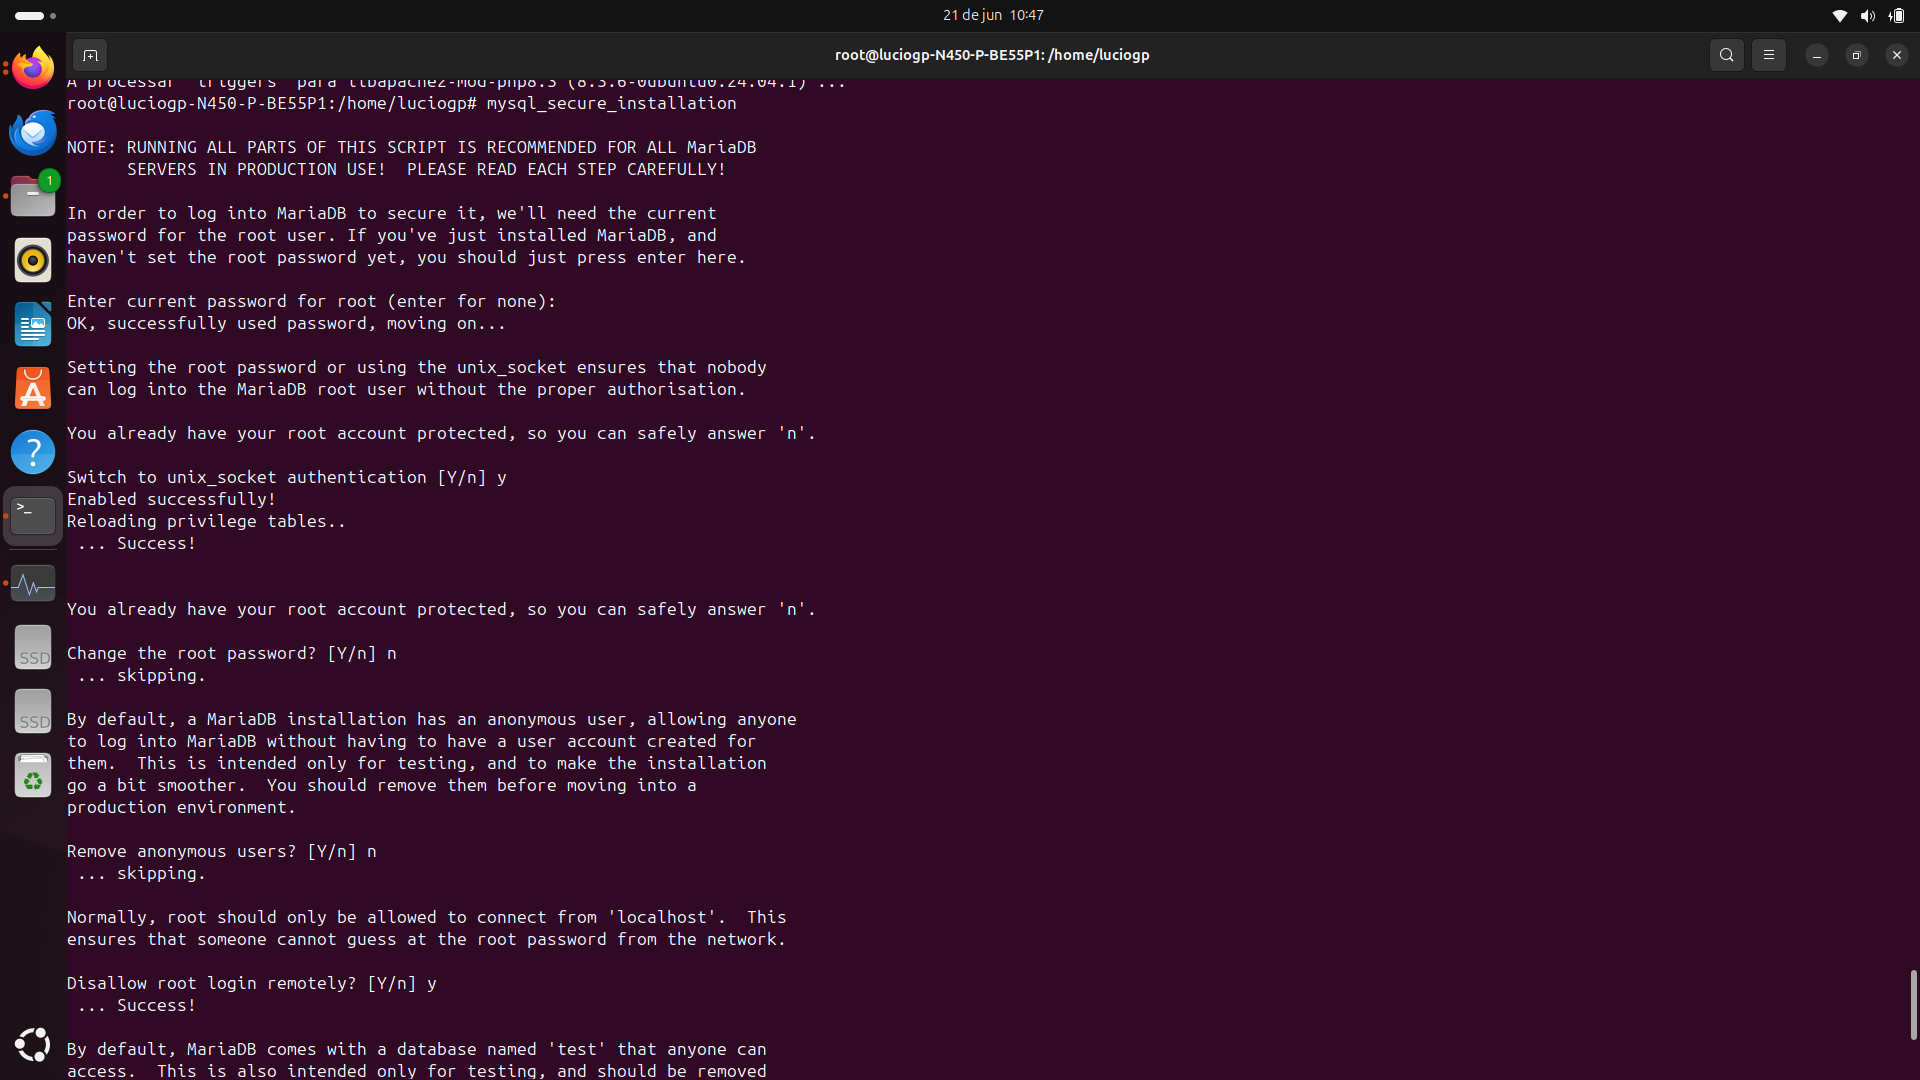 21 de jun 10:47
root@luciogp-N450-P-BE55P1: /home/luciogp
A processar "triggers" para libapache2-mod-php8.3 (8.3.6-0ubuntu0.24.04.1) ...
root@luciogp-N450-P-BE55P1:/home/luciogp# mysql_secure_installation
NOTE: RUNNING ALL PARTS OF THIS SCRIPT IS RECOMMENDED FOR ALL MariaDB
SERVERS IN PRODUCTION USE!  PLEASE READ EACH STEP CAREFULLY!
In order to log into MariaDB to secure it, we'll need the current
password for the root user. If you've just installed MariaDB, and
haven't set the root password yet, you should just press enter here.
Enter current password for root (enter for none):
OK, successfully used password, moving on...
Setting the root password or using the unix_socket ensures that nobody
can log into the MariaDB root user without the proper authorisation.
You already have your root account protected, so you can safely answer 'n'.
Switch to unix_socket authentication [Y/n] y
Enabled successfully!
Reloading privilege tables..
... Success!
You already have your root account protected, so you can safely answer 'n'.
Change the root password? [Y/n] n
... skipping.
By default, a MariaDB installation has an anonymous user, allowing anyone
to log into MariaDB without having to have a user account created for
them.  This is intended only for testing, and to make the installation
go a bit smoother.  You should remove them before moving into a
production environment.
Remove anonymous users? [Y/n] n
... skipping.
Normally, root should only be allowed to connect from 'localhost'.  This
ensures that someone cannot guess at the root password from the network.
Disallow root login remotely? [Y/n] y
... Success!
By default, MariaDB comes with a database named 'test' that anyone can
access.  This is also intended only for testing, and should be removed
1
?
>_
SSD
SSD